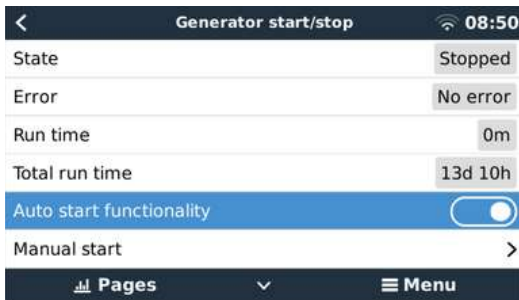 Generator start/stop 08:50
State Stopped
Error No error
Run time 0m
Total run time 13d 10h
Auto start functionality
Manual start
Pages Menu